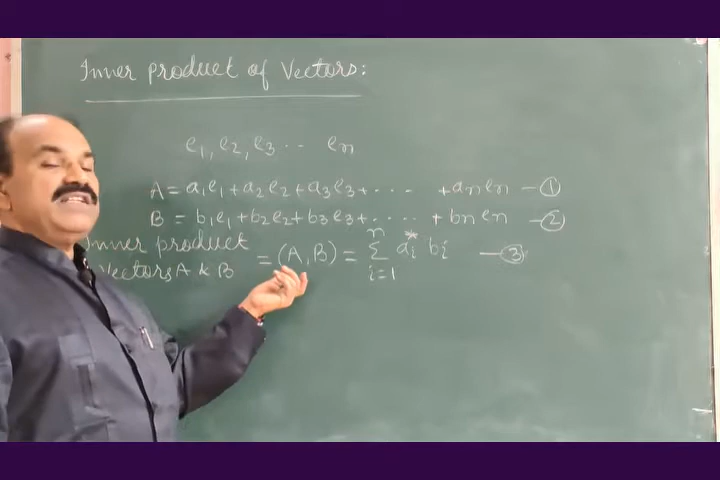 Inner product of Vectors:
e1, e2, e3 ... en
A = a1e1 + a2e2 + a3e3 + .... + anen — ①
B = b1e1 + b2e2 + b3e3 + .... + bnen — ②
Inner product
Vectors A & B = (A, B) = n∑i=1 ai* bi — ③